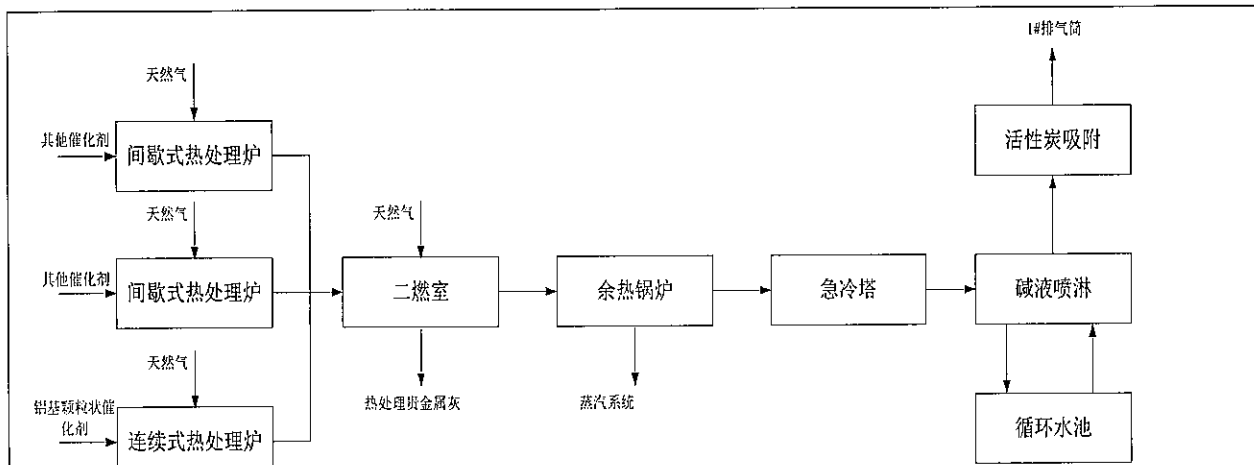 1#排气筒
天然气
其他催化剂
间歇式热处理炉
活性炭吸附
天然气
天然气
其他催化剂
间歇式热处理炉
二燃室
余热锅炉
急冷塔
碱液喷淋
天然气
热处理贵金属灰
蒸汽系统
铝基颗粒状催
化剂
连续式热处理炉
循环水池